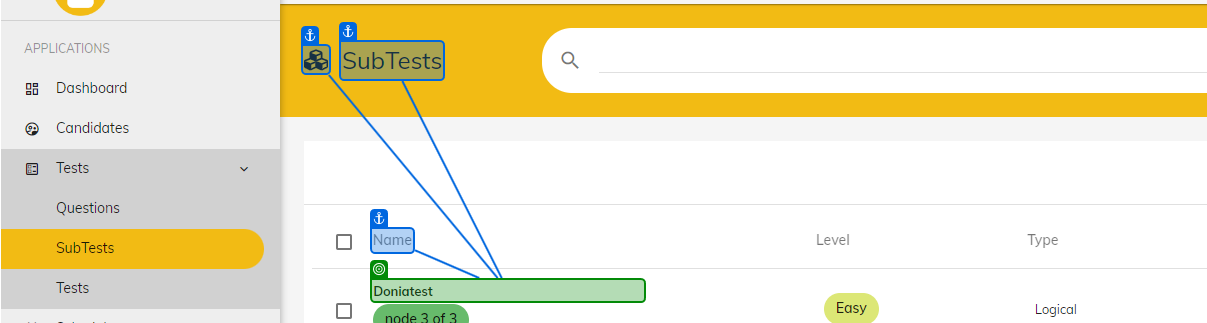 APPLICATIONS
Dashboard
Candidates
Tests
Questions
SubTests
Tests
SubTests
Name Level Type
Doniatest
node 3 of 3 Easy Logical